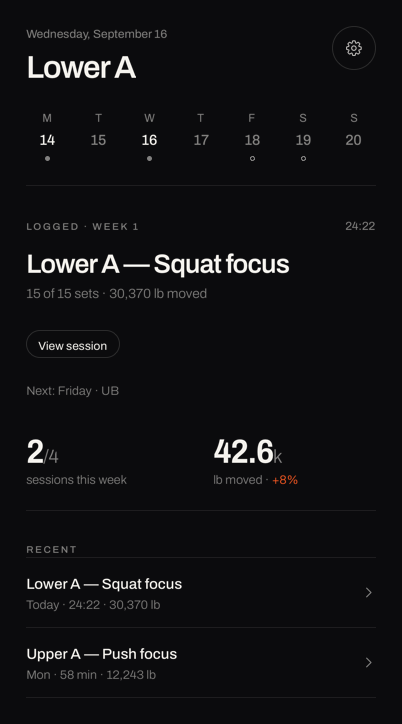 Wednesday, September 16
Lower A
M T W T F S S
14 15 16 17 18 19 20
LOGGED · WEEK 1 24:22
Lower A — Squat focus
15 of 15 sets · 30,370 lb moved
View session
Next: Friday · UB
2/4 42.6k
sessions this week lb moved · +8%
RECENT
Lower A — Squat focus
Today · 24:22 · 30,370 lb
Upper A — Push focus
Mon · 58 min · 12,243 lb